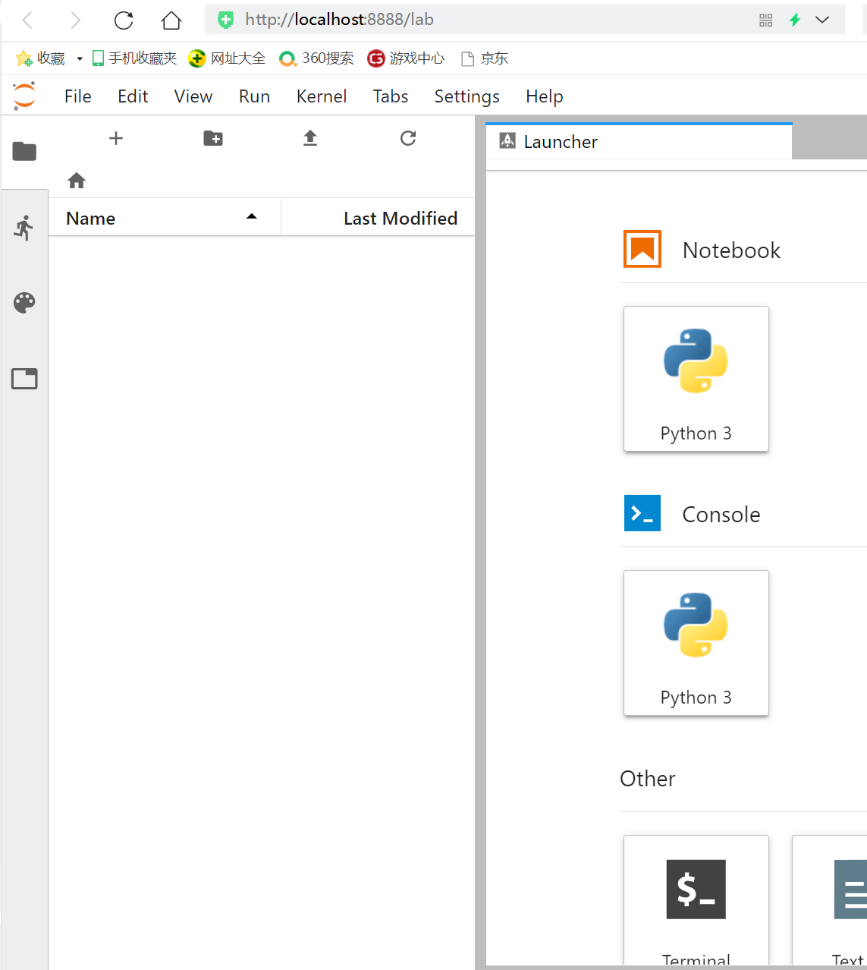 http://localhost:8888/lab
收藏 手机收藏夹 网址大全 360搜索 游戏中心 京东
File Edit View Run Kernel Tabs Settings Help
Launcher
Name Last Modified
Notebook
Python 3
Console
Python 3
Other
$_
Terminal Text